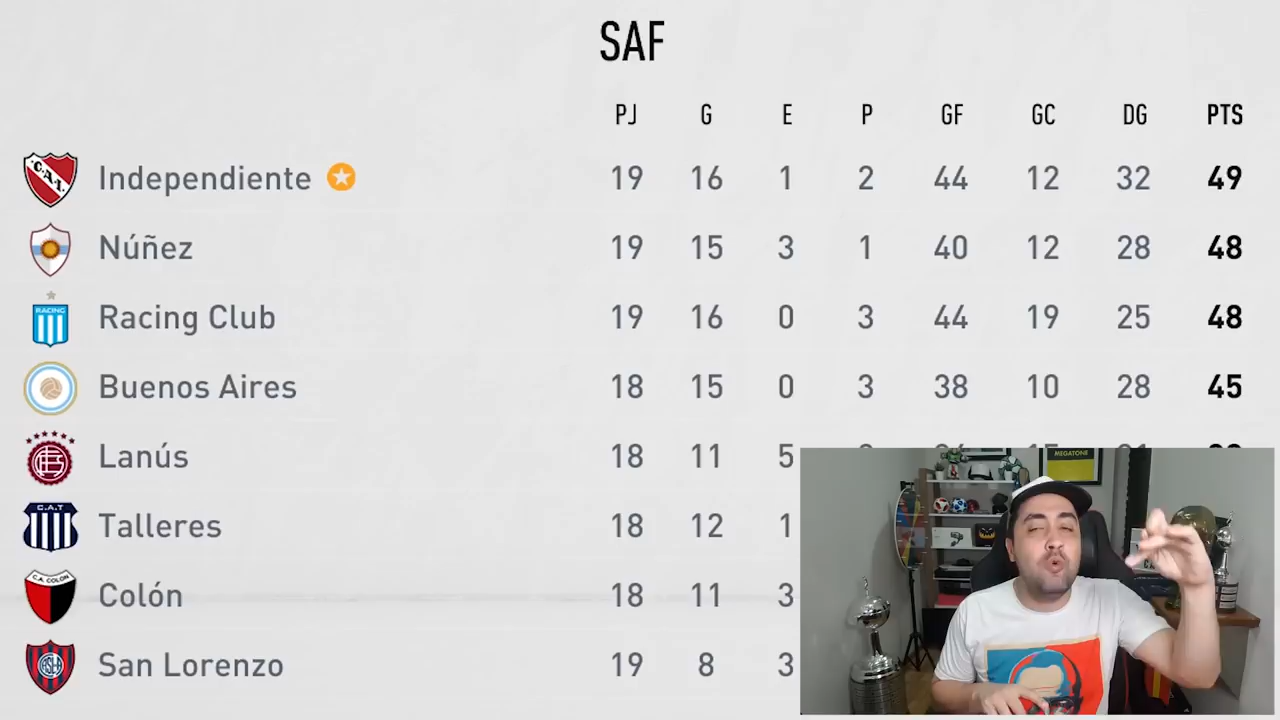 SAF
PJ G E P GF GC DG PTS
C.A.I. Independiente 19 16 1 2 44 12 32 49
Núñez 19 15 3 1 40 12 28 48
RACING Racing Club 19 16 0 3 44 19 25 48
Buenos Aires 18 15 0 3 38 10 28 45
Lanús 18 11 5
C.A.T Talleres 18 12 1
C.A. COLON Colón 18 11 3
San Lorenzo 19 8 3
MEGATONE